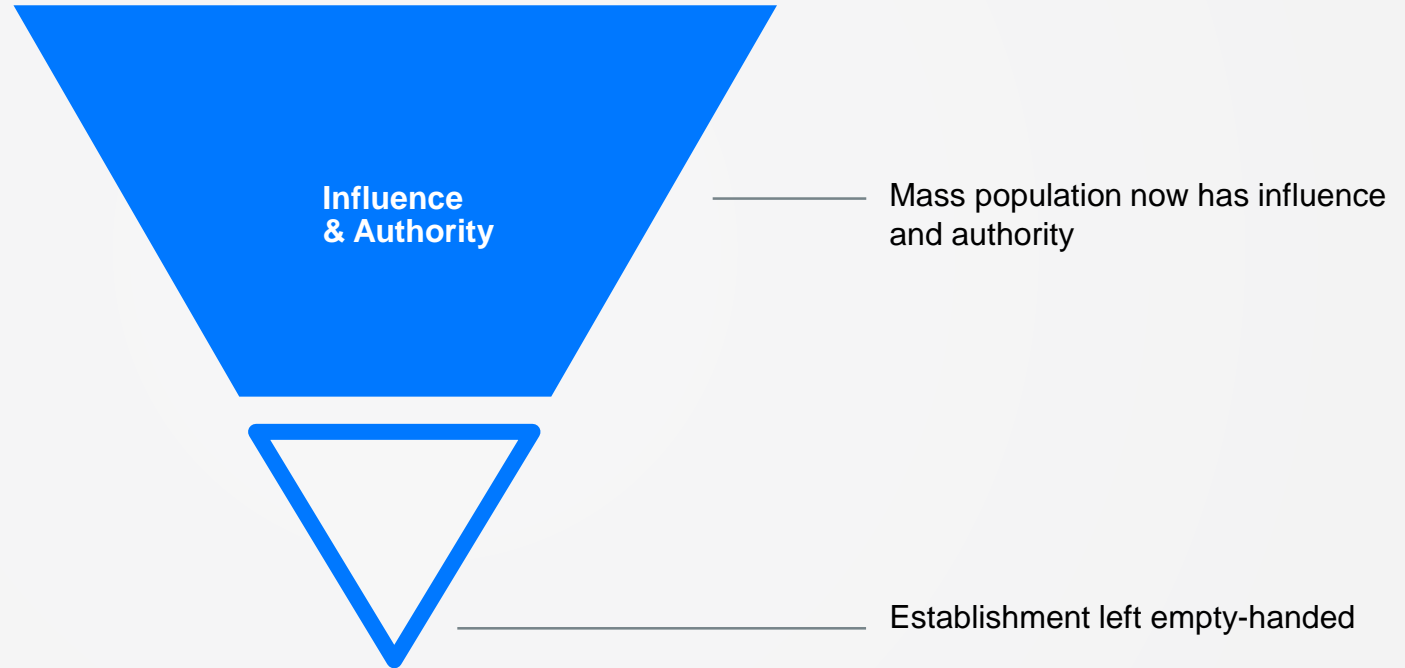 Influence
& Authority
Mass population now has influence
and authority
Establishment left empty-handed